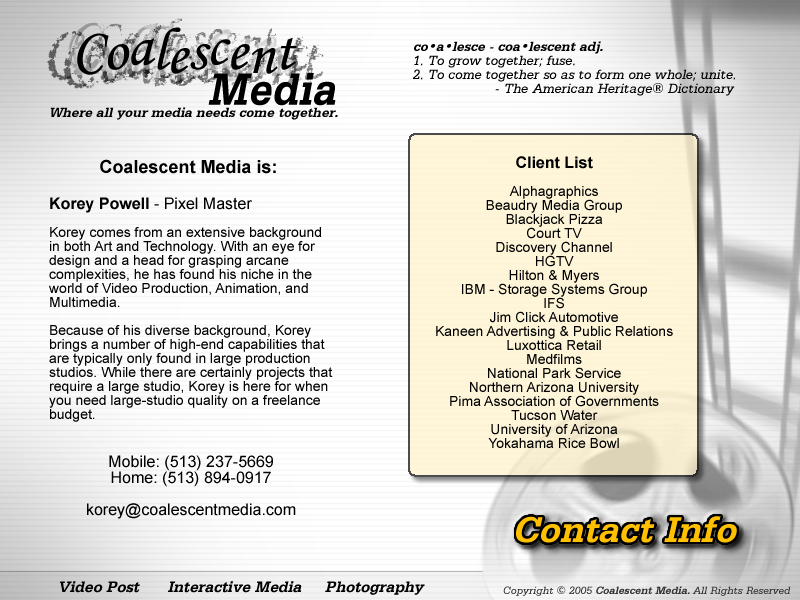 Coalescent
Media
Where all your media needs come together.
co•a•lesce - coa•lescent adj.
1. To grow together; fuse.
2. To come together so as to form one whole; unite.
- The American Heritage® Dictionary
Coalescent Media is:
Korey Powell - Pixel Master
Korey comes from an extensive background
in both Art and Technology. With an eye for
design and a head for grasping arcane
complexities, he has found his niche in the
world of Video Production, Animation, and
Multimedia.
Because of his diverse background, Korey
brings a number of high-end capabilities that
are typically only found in large production
studios. While there are certainly projects that
require a large studio, Korey is here for when
you need large-studio quality on a freelance
budget.
Mobile: (513) 237-5669
Home: (513) 894-0917
korey@coalescentmedia.com
Client List
Alphagraphics
Beaudry Media Group
Blackjack Pizza
Court TV
Discovery Channel
HGTV
Hilton & Myers
IBM - Storage Systems Group
IFS
Jim Click Automotive
Kaneen Advertising & Public Relations
Luxottica Retail
Medfilms
National Park Service
Northern Arizona University
Pima Association of Governments
Tucson Water
University of Arizona
Yokahama Rice Bowl
Contact Info
Video Post Interactive Media Photography
Copyright © 2005 Coalescent Media. All Rights Reserved